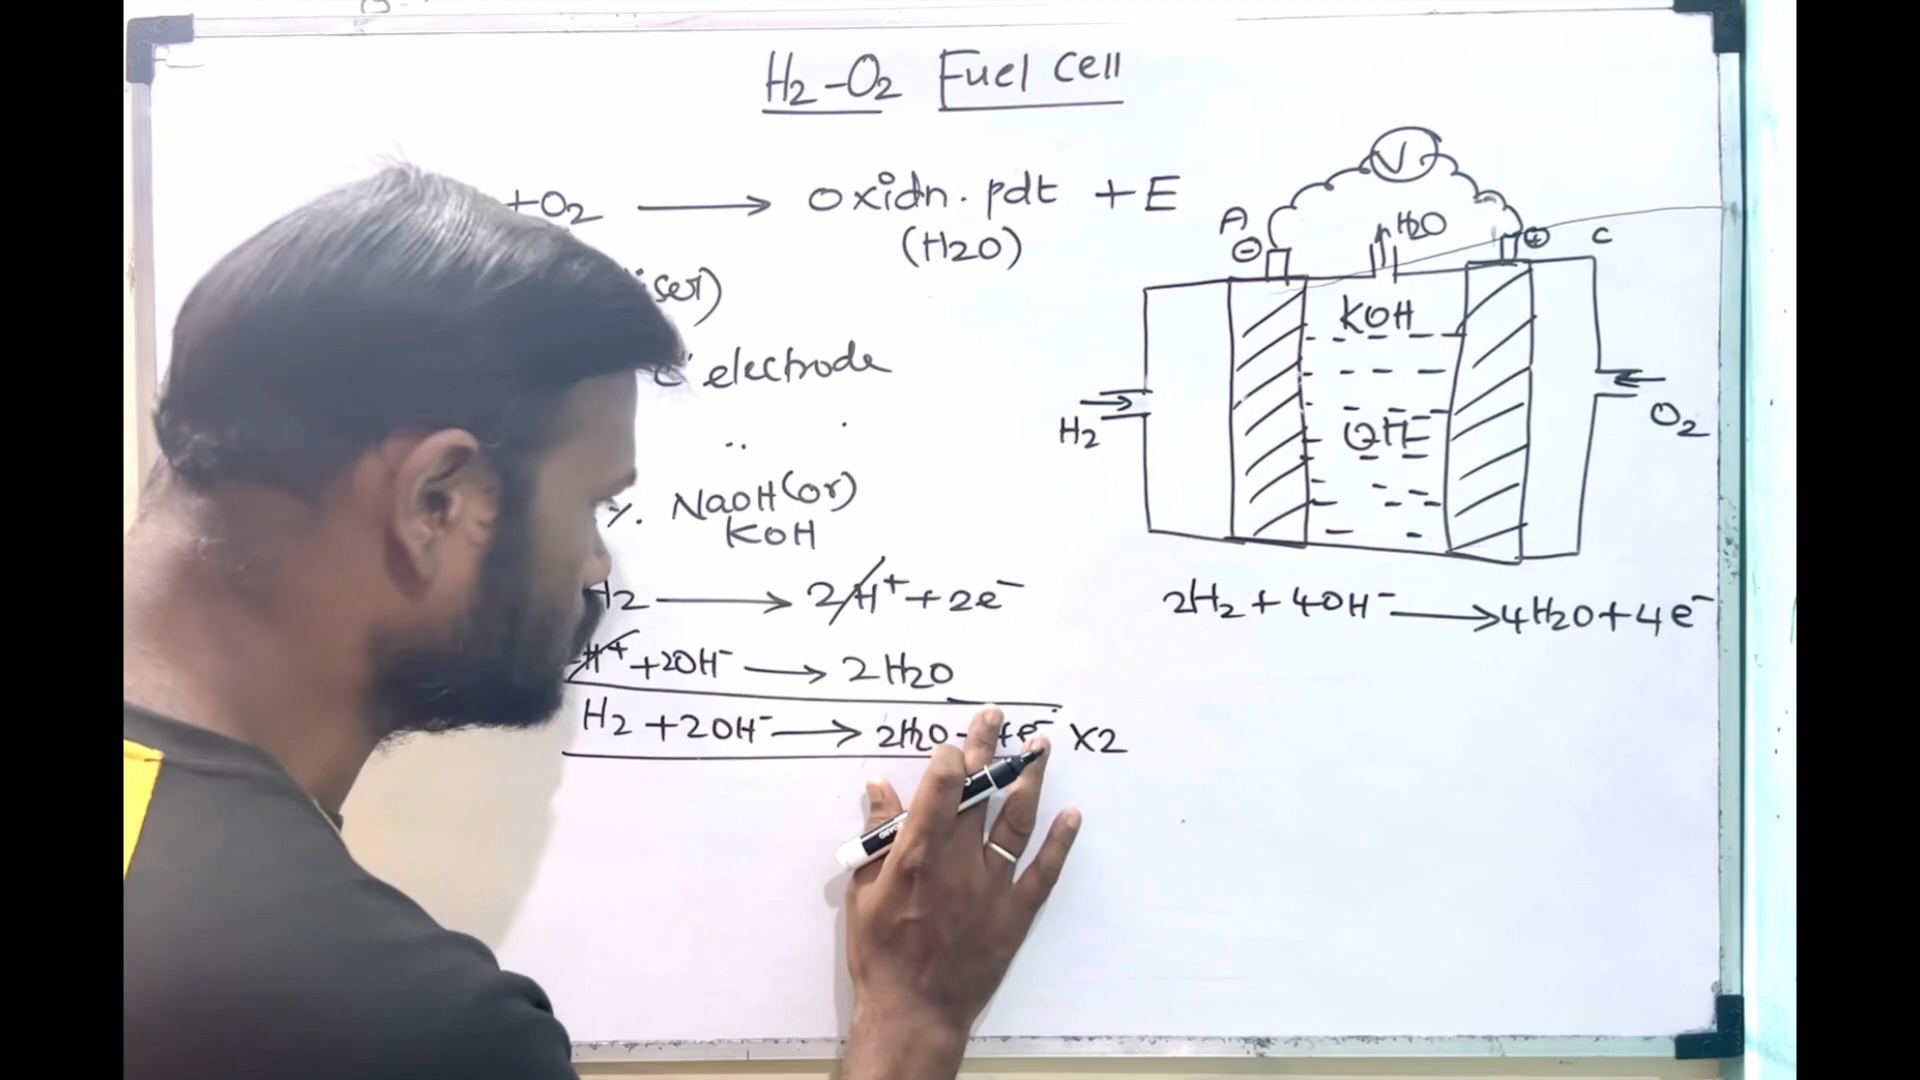 H2-O2 Fuel cell
+O2 ⟶ oxidn. pdt + E
(H2O)
electrode
NaOH (or)
KOH
H2 ⟶ 2H⁺ + 2e⁻
H⁺ + 2OH⁻ ⟶ 2H2O
H2 + 2OH⁻ ⟶ 2H2O e⁻ X2
V
A
⊖
H2O
⊕
C
KOH
OH⁻
H2
O2
2H2 + 4OH⁻ ⟶ 4H2O + 4e⁻